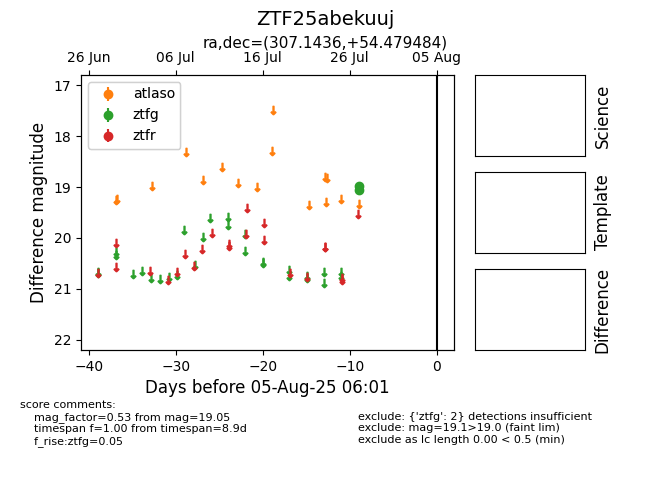 ZTF25abekuuj
ra,dec=(307.1436,+54.479484)
26 Jun 06 Jul 16 Jul 26 Jul 05 Aug
atlaso
ztfg
ztfr
17
18
19
20
21
22
Difference magnitude
−40 −30 −20 −10 0
Days before 05-Aug-25 06:01
Science
Template
Difference
score comments:
mag_factor=0.53 from mag=19.05
timespan f=1.00 from timespan=8.9d
f_rise:ztfg=0.05
exclude: {'ztfg': 2} detections insufficient
exclude: mag=19.1>19.0 (faint lim)
exclude as lc length 0.00 < 0.5 (min)